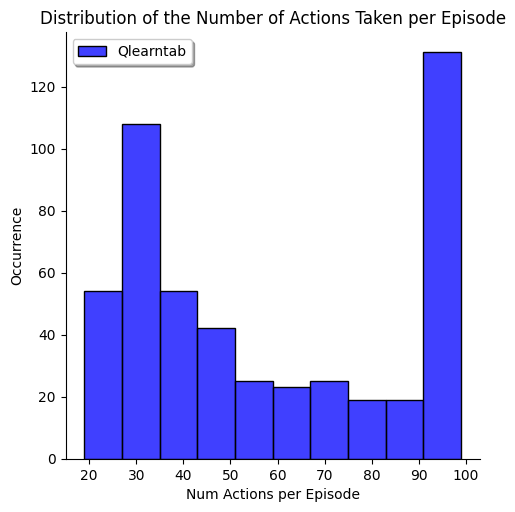 Distribution of the Number of Actions Taken per Episode
Qlearntab
120
100
80
60
40
20
0
Occurrence
20 30 40 50 60 70 80 90 100
Num Actions per Episode